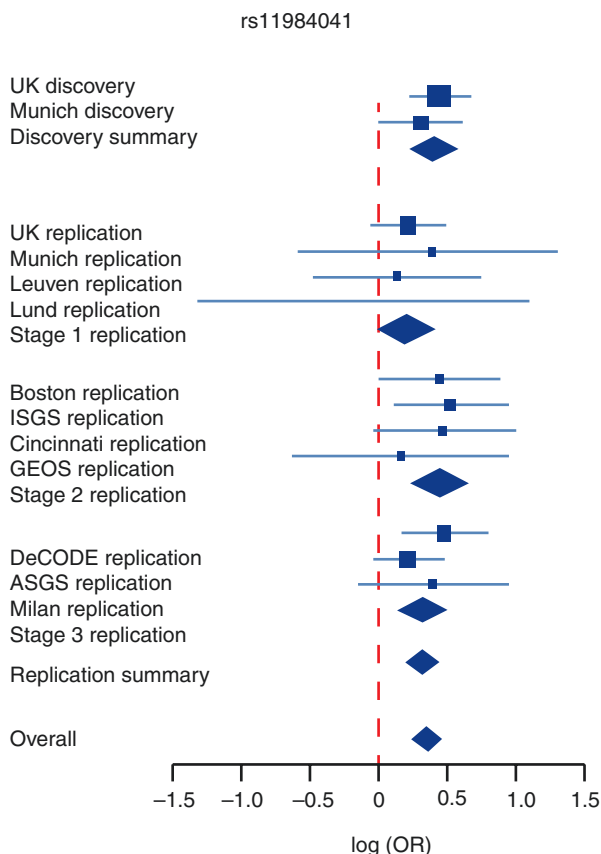 rs11984041
UK discovery
Munich discovery
Discovery summary
UK replication
Munich replication
Leuven replication
Lund replication
Stage 1 replication
Boston replication
ISGS replication
Cincinnati replication
GEOS replication
Stage 2 replication
DeCODE replication
ASGS replication
Milan replication
Stage 3 replication
Replication summary
Overall
–1.5 –1.0 –0.5 0 0.5 1.0 1.5
log (OR)